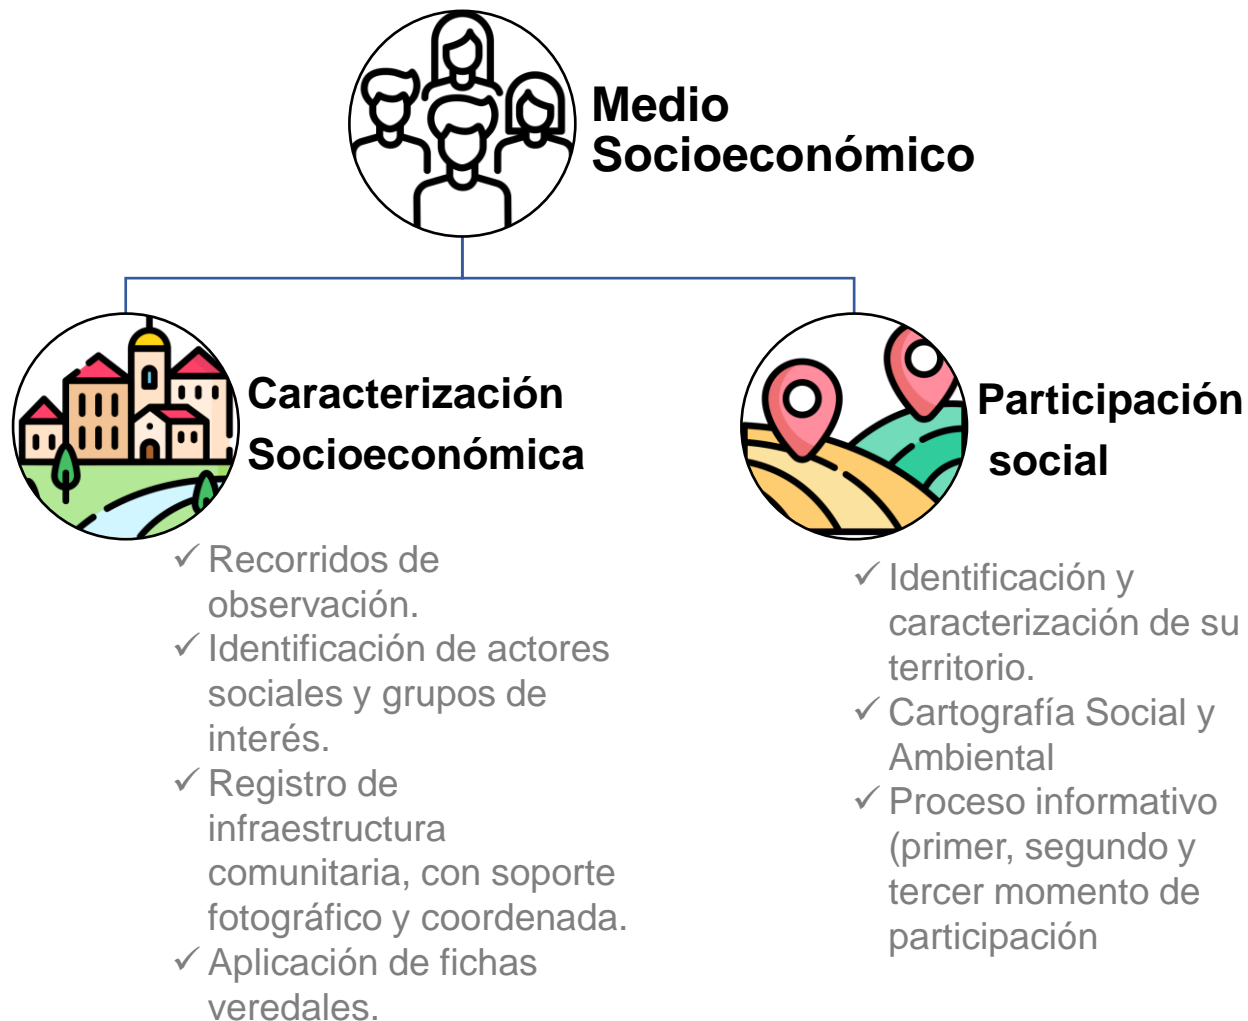 Medio
Socioeconómico
Caracterización
Socioeconómica
✓ Recorridos de
observación.
✓ Identificación de actores
sociales y grupos de
interés.
✓ Registro de
infraestructura
comunitaria, con soporte
fotográfico y coordenada.
✓ Aplicación de fichas
veredales.
Participación
social
✓ Identificación y
caracterización de su
territorio.
✓ Cartografía Social y
Ambiental
✓ Proceso informativo
(primer, segundo y
tercer momento de
participación